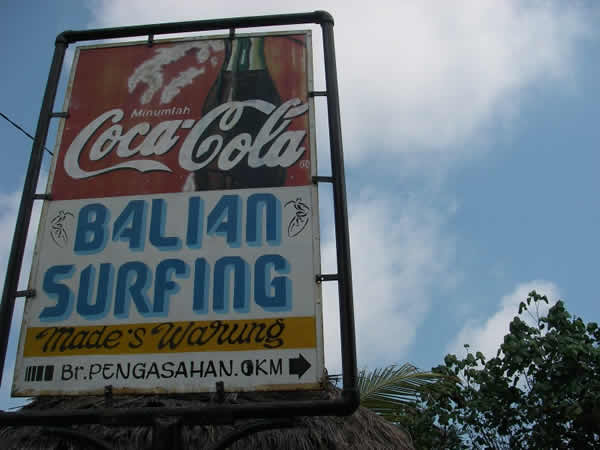 Minumlah
Coca-Cola
BALIAN
SURFING
Made's Warung
Br. PENGASAHAN. 0KM